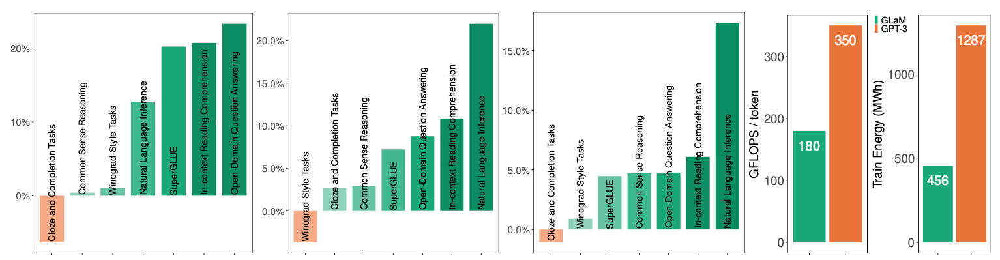 20%
10%
0%
Cloze and Completion Tasks
Common Sense Reasoning
Winograd-Style Tasks
Natural Language Inference
SuperGLUE
In-context Reading Comprehension
Open-Domain Question Answering
20.0%
15.0%
10.0%
5.0%
0.0%
Winograd-Style Tasks
Cloze and Completion Tasks
Common Sense Reasoning
SuperGLUE
Open-Domain Question Answering
In-context Reading Comprehension
Natural Language Inference
15.0%
10.0%
5.0%
0.0%
Cloze and Completion Tasks
Winograd-Style Tasks
SuperGLUE
Common Sense Reasoning
Open-Domain Question Answering
In-context Reading Comprehension
Natural Language Inference
GFLOPS / token
300
200
100
0
180
350
GLaM
GPT-3
Train Energy (MWh)
1000
500
0
456
1287